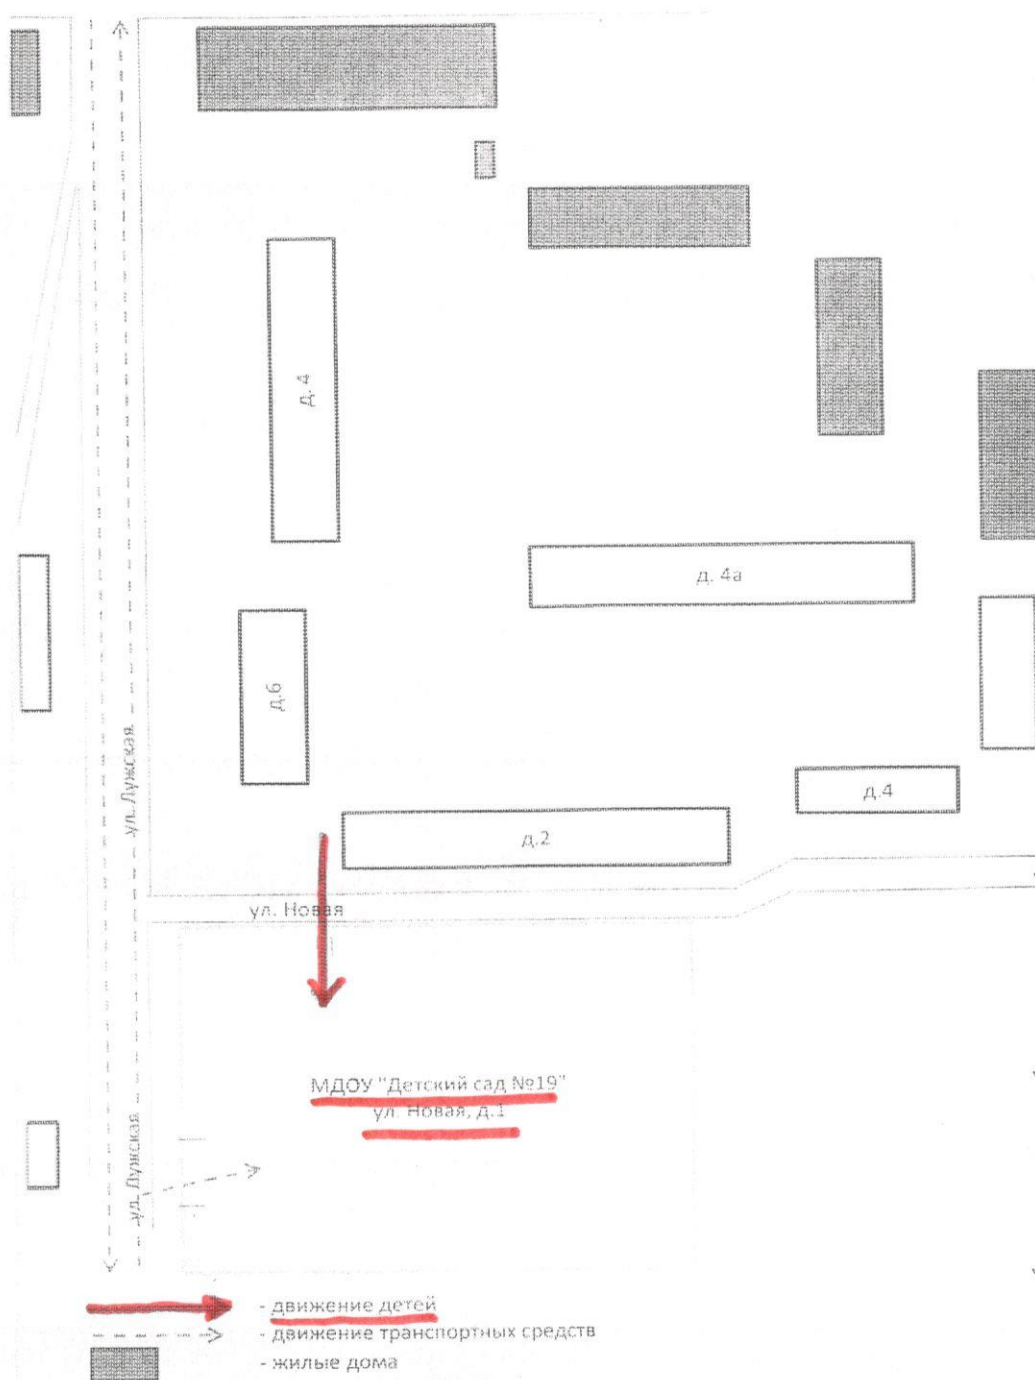 д. 4
д. 4а
д.6
ул. Лужская
д.4
д.2
ул. Новая
МДОУ "Детский сад №19"
ул. Новая, д.1
ул. Лужская
- движение детей
- движение транспортных средств
- жилые дома